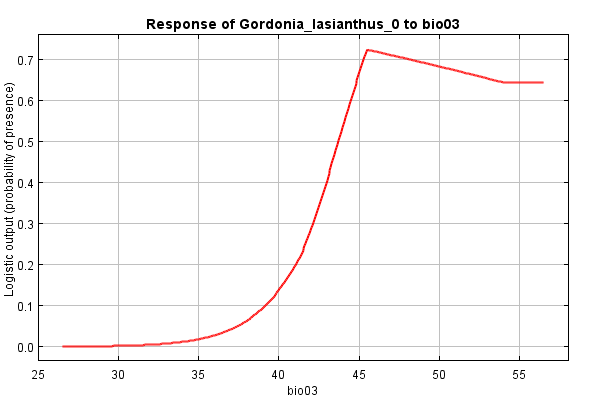 Response of Gordonia_lasianthus_0 to bio03
Logistic output (probability of presence)
0.7
0.6
0.5
0.4
0.3
0.2
0.1
0.0
25 30 35 40 45 50 55
bio03